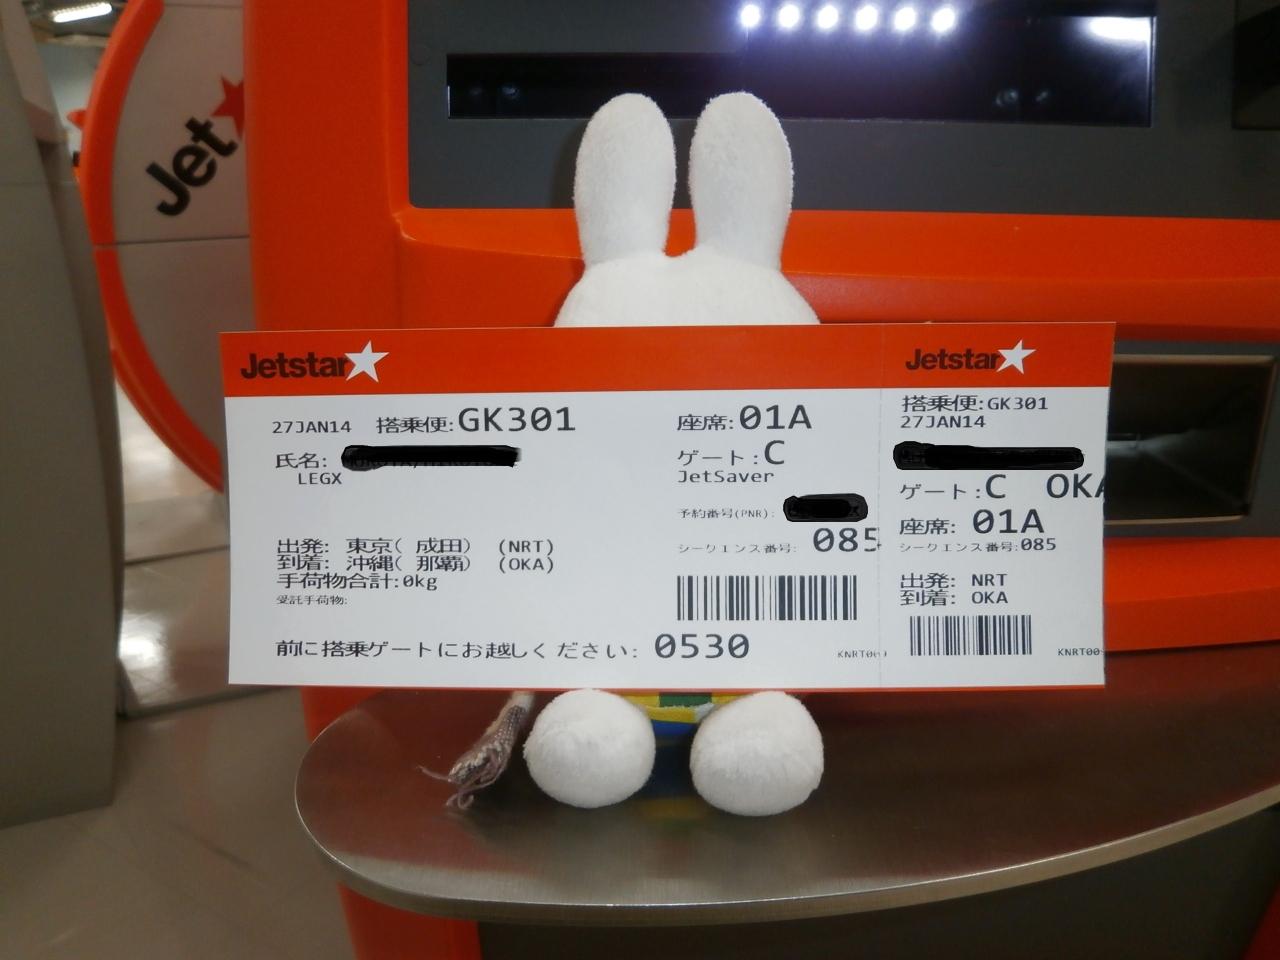 Jet
Jetstar
27JAN14 搭乗便:GK301
氏名:
LEGX
座席:01A
ゲート:C
JetSaver
予約番号(PNR):
シークエンス番号: 085
出発: 東京( 成田) (NRT)
到着: 沖縄( 那覇) (OKA)
手荷物合計:0kg
受託手荷物:
前に搭乗ゲートにお越しください: 0530
Jetstar
搭乗便:GK301
27JAN14
ゲート:C OKA
座席: 01A
シークエンス番号:085
出発: NRT
到着: OKA